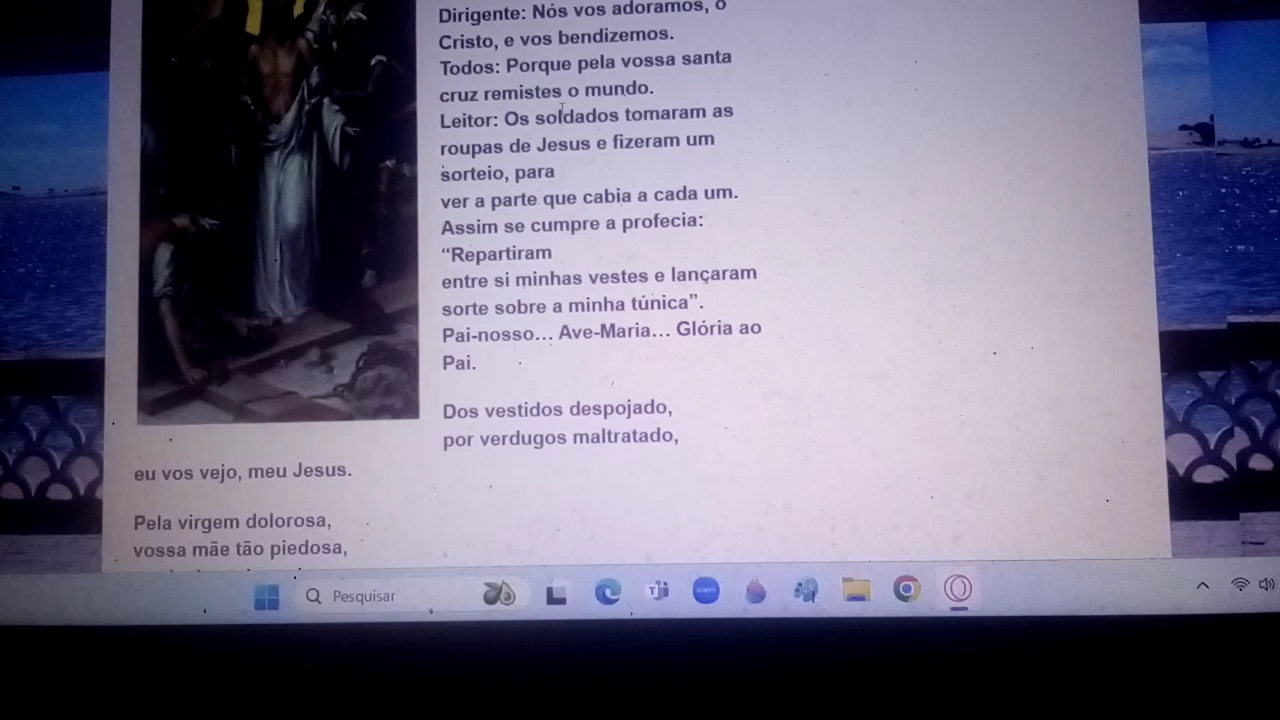 Dirigente: Nós vos adoramos, ó
Cristo, e vos bendizemos.
Todos: Porque pela vossa santa
cruz remistes o mundo.
Leitor: Os soldados tomaram as
roupas de Jesus e fizeram um
sorteio, para
ver a parte que cabia a cada um.
Assim se cumpre a profecia:
“Repartiram
entre si minhas vestes e lançaram
sorte sobre a minha túnica”.
Pai-nosso… Ave-Maria… Glória ao
Pai.
Dos vestidos despojado,
por verdugos maltratado,
eu vos vejo, meu Jesus.
Pela virgem dolorosa,
vossa mãe tão piedosa,
Pesquisar